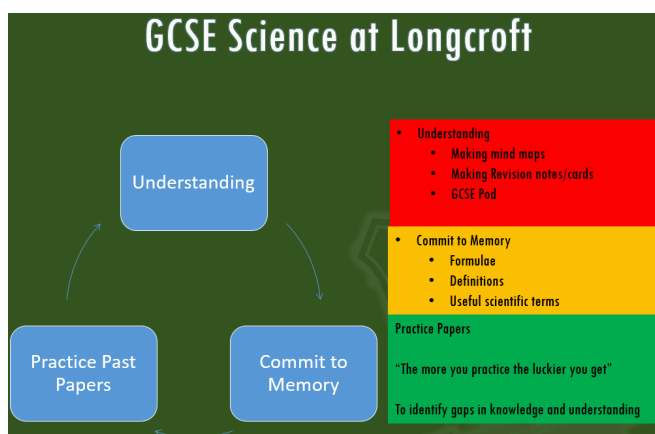 GCSE Science at Longcroft
Understanding
Practice Past
Papers
Commit to
Memory
• Understanding
• Making mind maps
• Making Revision notes/cards
• GCSE Pod
• Commit to Memory
• Formulae
• Definitions
• Useful scientific terms
Practice Papers
“The more you practice the luckier you get”
To identify gaps in knowledge and understanding